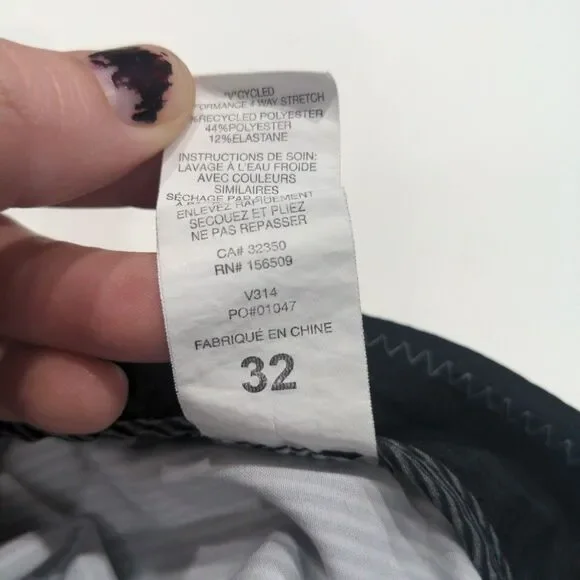 "V"CYCLED
FORMANCE 4 WAY STRETCH
RECYCLED POLYESTER
44%POLYESTER
12%ELASTANE
INSTRUCTIONS DE SOIN:
LAVAGE À L'EAU FROIDE
AVEC COULEURS
SIMILAIRES
SÉCHAGE PAR
ENLEVEZ RAPIDEMENT
SECOUEZ ET PLIEZ
NE PAS REPASSER
CA# 32350
RN# 156509
V314
PO#01047
FABRIQUÉ EN CHINE
32